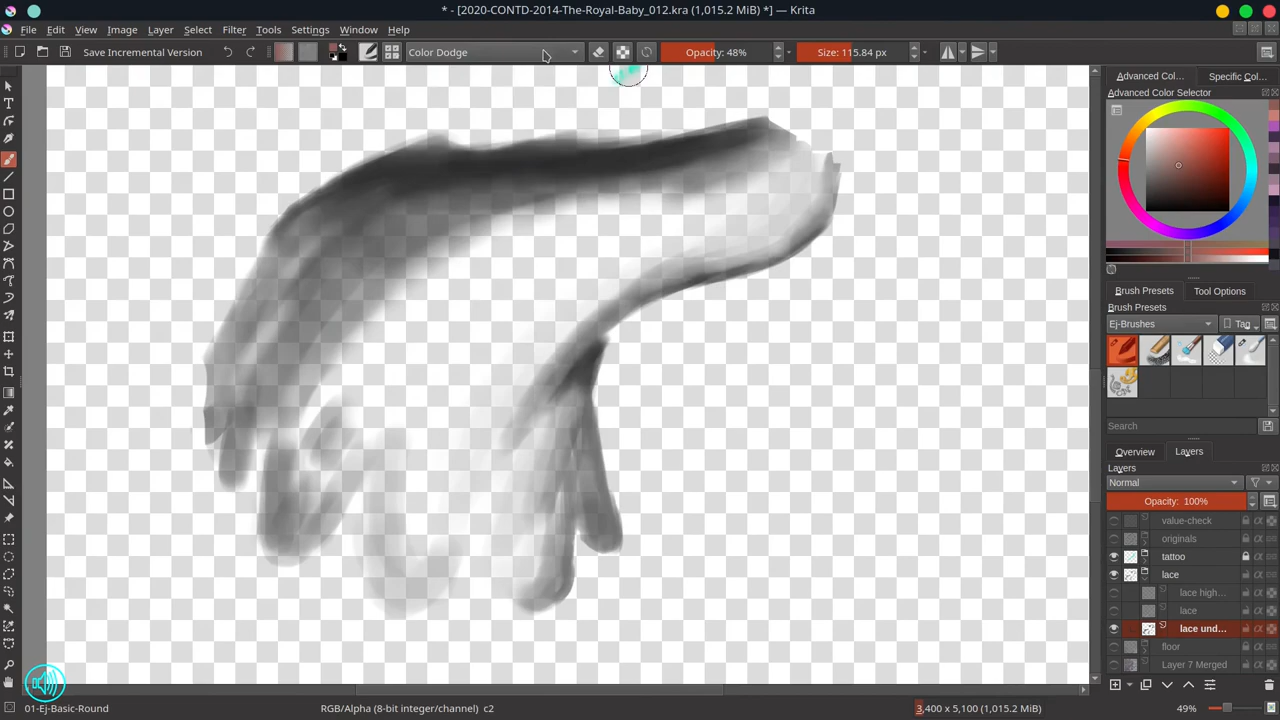 * - [2020-CONTD-2014-The-Royal-Baby_012.kra (1,015.2 MiB) *] - Krita
File Edit View Image Layer Select Filter Tools Settings Window Help
Save Incremental Version Color Dodge Opacity: 48% Size: 115.84 px
Advanced Col... Specific Col...
Advanced Color Selector
Brush Presets Tool Options
Brush Presets
Ej-Brushes Tag
Search
Overview Layers
Layers
Normal
Opacity: 100%
value-check
originals
tattoo
lace
lace high...
lace
lace und...
floor
Layer 7 Merged
01-Ej-Basic-Round RGB/Alpha (8-bit integer/channel) c2 3,400 x 5,100 (1,015.2 MiB) 49%